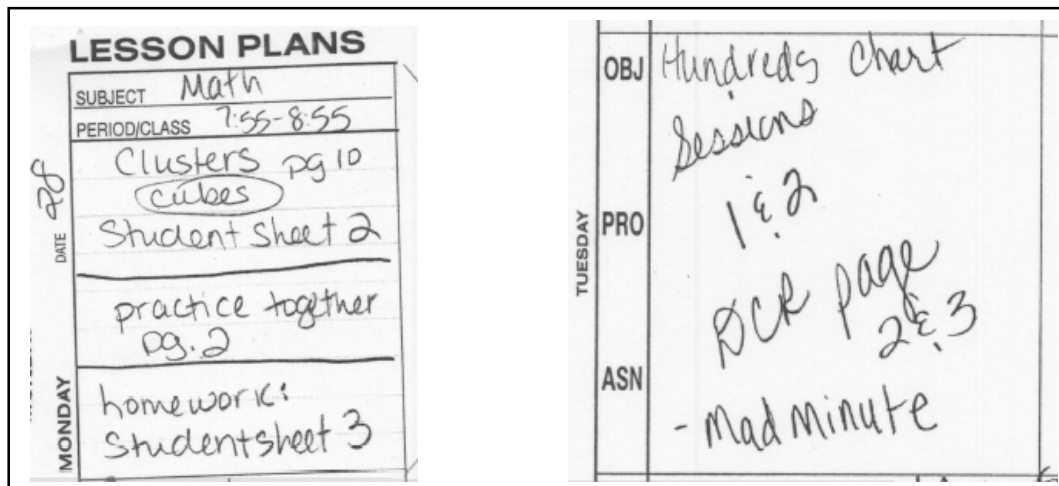 LESSON PLANS
SUBJECT Math
PERIOD/CLASS 7:55-8:55
DATE 28
MONDAY
Clusters pg 10
cubes
Student Sheet 2
practice together
pg. 2
homework:
Studentsheet 3
TUESDAY
OBJ Hundreds Chart
Sessions
PRO 1 & 2
DCR page
2 & 3
ASN
- Mad minute